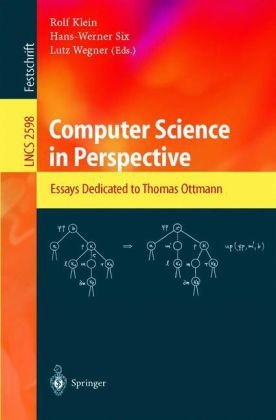 Rolf Klein
Hans-Werner Six
Lutz Wegner (Eds.)
Festschrift
LNCS 2598
Computer Science
in Perspective
Essays Dedicated to Thomas Ottmann
Springer